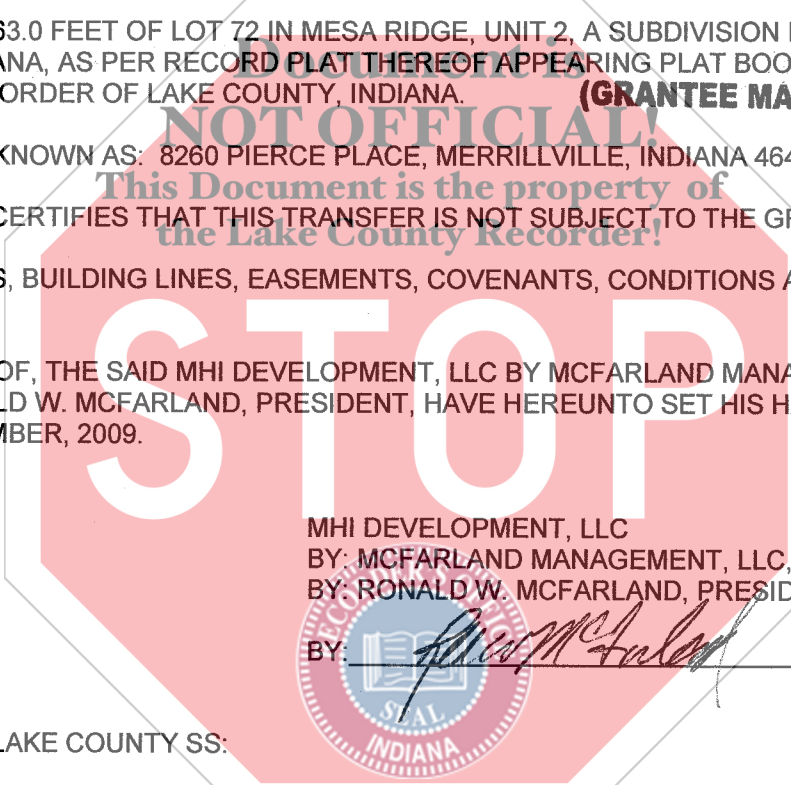 63.0 FEET OF LOT 72 IN MESA RIDGE, UNIT 2, A SUBDIVISION
Document is
ANA, AS PER RECORD PLAT THEREOF APPEARING PLAT BOO
ORDER OF LAKE COUNTY, INDIANA. (GRANTEE MA
NOT OFFICIAL!
KNOWN AS: 8260 PIERCE PLACE, MERRILLVILLE, INDIANA 464
This Document is the property of
CERTIFIES THAT THIS TRANSFER IS NOT SUBJECT TO THE GR
the Lake County Recorder!
S, BUILDING LINES, EASEMENTS, COVENANTS, CONDITIONS A
STOP
OF, THE SAID MHI DEVELOPMENT, LLC BY MCFARLAND MANA
LD W. MCFARLAND, PRESIDENT, HAVE HEREUNTO SET HIS H
MBER, 2009.
MHI DEVELOPMENT, LLC
BY: MCFARLAND MANAGEMENT, LLC,
BY: RONALD W. MCFARLAND, PRESID
BY:
RECORDER'S OFFICE
SEAL
INDIANA
LAKE COUNTY SS: